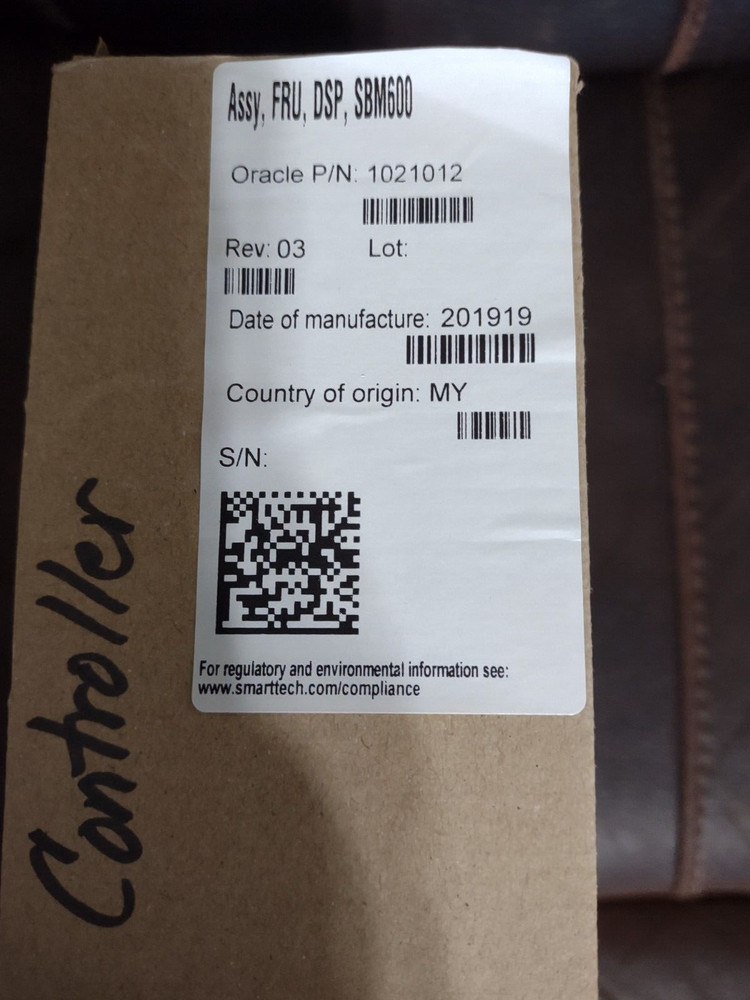 Assy, FRU, DSP, SBM600
Oracle P/N: 1021012
Rev: 03 Lot:
Date of manufacture: 201919
Country of origin: MY
S/N:
For regulatory and environmental information see:
www.smarttech.com/compliance
Controller